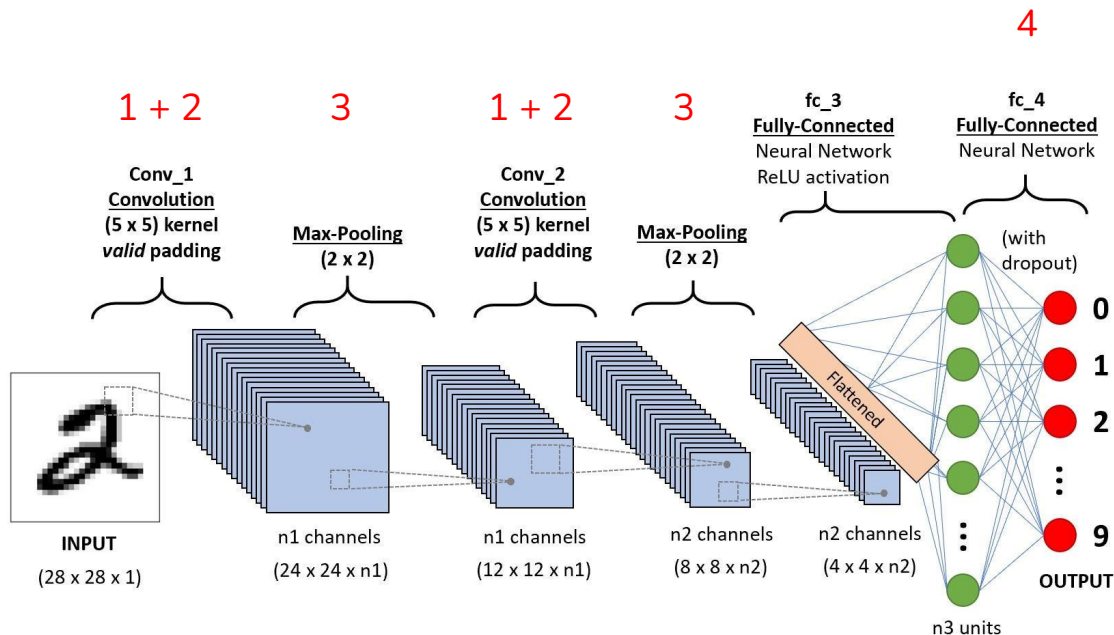 4
1 + 2
3
1 + 2
3
fc_3
Fully-Connected
Neural Network
ReLU activation
fc_4
Fully-Connected
Neural Network
Conv_1
Convolution
(5 x 5) kernel
valid padding
Max-Pooling
(2 x 2)
Conv_2
Convolution
(5 x 5) kernel
valid padding
Max-Pooling
(2 x 2)
(with
dropout)
Flattened
0
1
2
...
9
...
INPUT
(28 x 28 x 1)
n1 channels
(24 x 24 x n1)
n1 channels
(12 x 12 x n1)
n2 channels
(8 x 8 x n2)
n2 channels
(4 x 4 x n2)
OUTPUT
n3 units